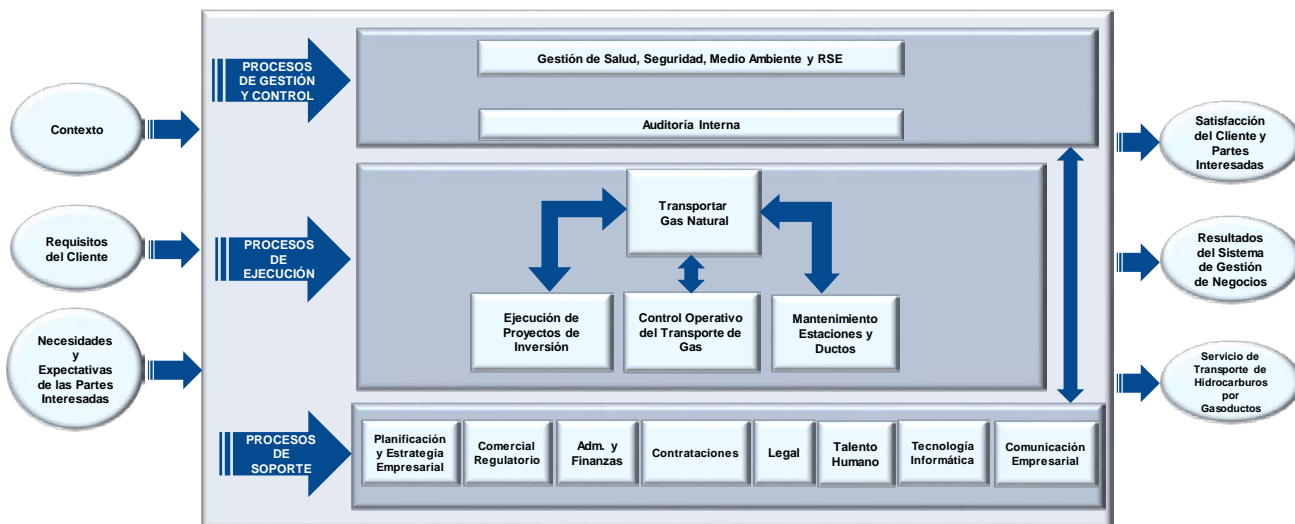 Contexto
Requisitos
del Cliente
Necesidades
y
Expectativas
de las Partes
Interesadas
PROCESOS
DE GESTIÓN
Y CONTROL
Gestión de Salud, Seguridad, Medio Ambiente y RSE
Auditoría Interna
PROCESOS
DE
EJECUCIÓN
Transportar
Gas Natural
Ejecución de
Proyectos de
Inversión
Control Operativo
del Transporte de
Gas
Mantenimiento
Estaciones y
Ductos
PROCESOS
DE
SOPORTE
Planificación
y Estrategia
Empresarial
Comercial
Regulatorio
Adm. y
Finanzas
Contrataciones
Legal
Talento
Humano
Tecnología
Informática
Comunicación
Empresarial
Satisfacción
del Cliente y
Partes
Interesadas
Resultados
del Sistema
de Gestión
de Negocios
Servicio de
Transporte de
Hidrocarburos
por
Gasoductos